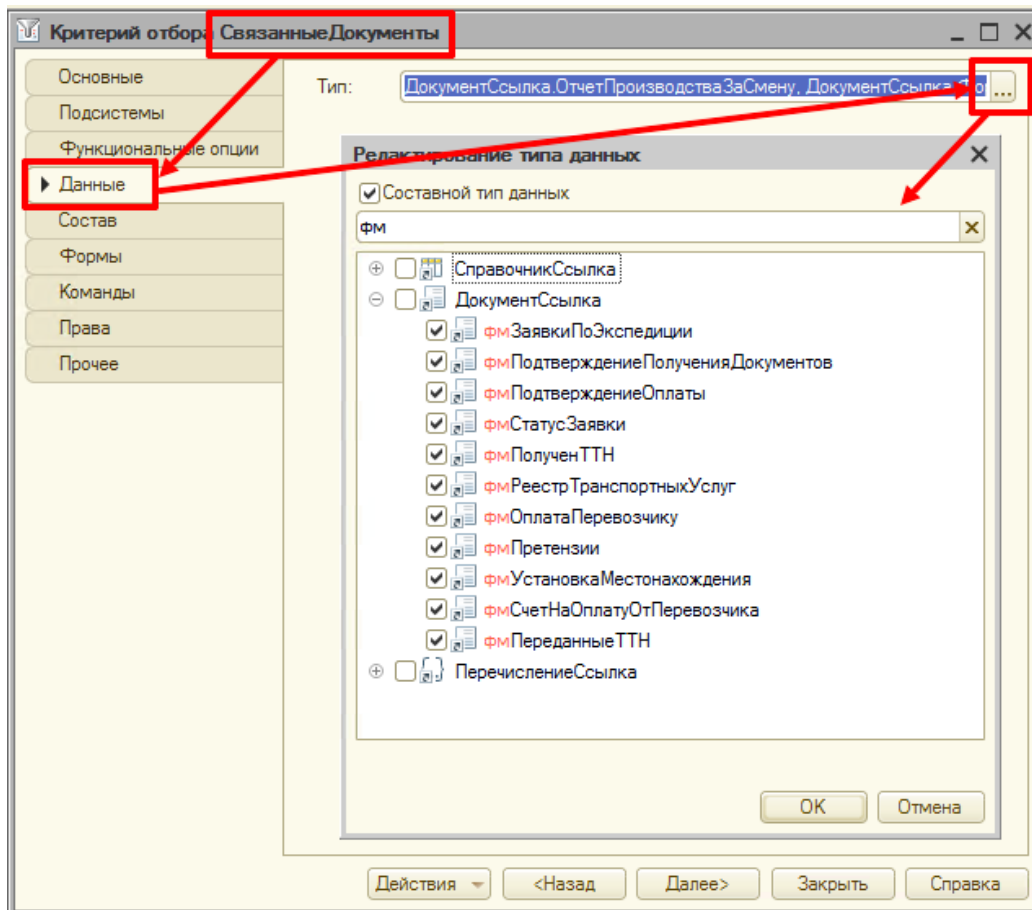 Критерий отбора СвязанныеДокументы
Основные
Подсистемы
Функциональные опции
Данные
Состав
Формы
Команды
Права
Прочее
Тип: ДокументСсылка.ОтчетПроизводстваЗаСмену, ДокументСсылка ...
Редактирование типа данных
Составной тип данных
фм
СправочникСсылка
ДокументСсылка
фмЗаявкиПоЭкспедиции
фмПодтверждениеПолученияДокументов
фмПодтверждениеОплаты
фмСтатусЗаявки
фмПолученТТН
фмРеестрТранспортныхУслуг
фмОплатаПеревозчику
фмПретензии
фмУстановкаМестонахождения
фмСчетНаОплатуОтПеревозчика
фмПереданныеТТН
ПеречислениеСсылка
ОК Отмена
Действия <Назад Далее> Закрыть Справка